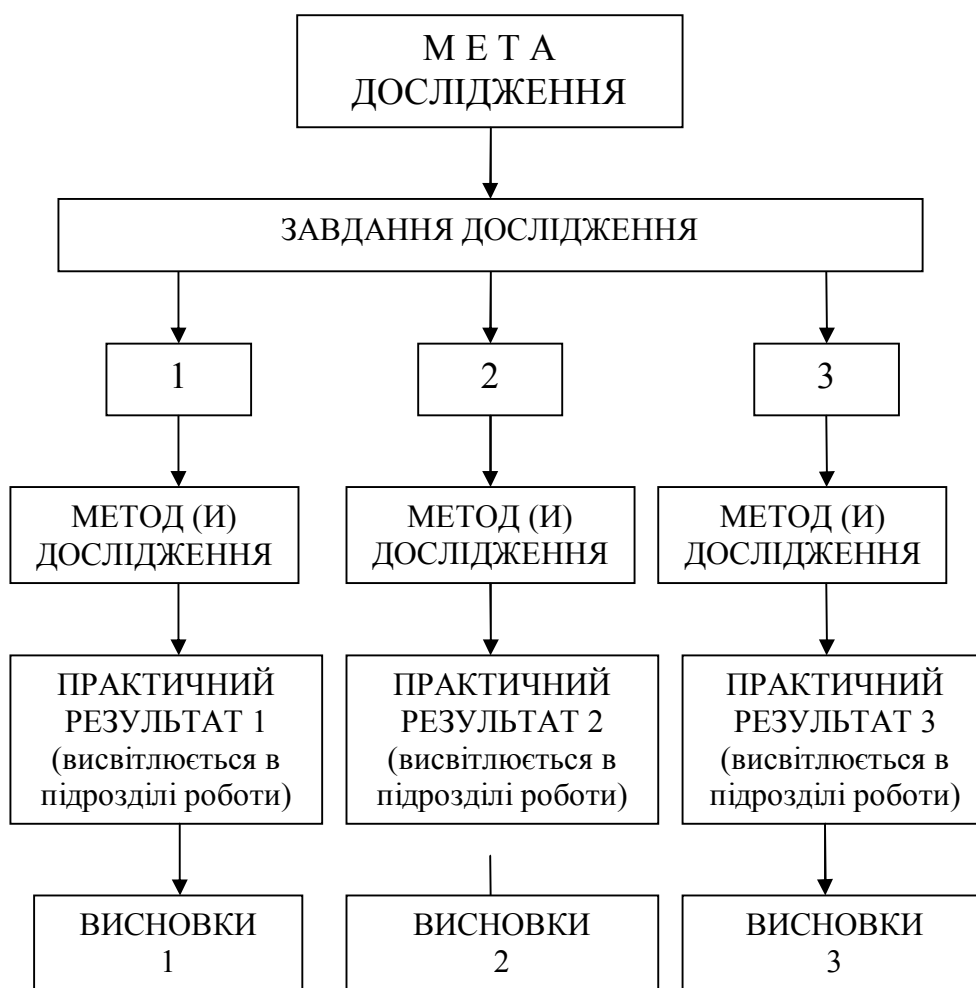 М Е Т А
ДОСЛІДЖЕННЯ
ЗАВДАННЯ ДОСЛІДЖЕННЯ
1
2
3
МЕТОД (И)
ДОСЛІДЖЕННЯ
МЕТОД (И)
ДОСЛІДЖЕННЯ
МЕТОД (И)
ДОСЛІДЖЕННЯ
ПРАКТИЧНИЙ
РЕЗУЛЬТАТ 1
(висвітлюється в
підрозділі роботи)
ПРАКТИЧНИЙ
РЕЗУЛЬТАТ 2
(висвітлюється в
підрозділі роботи)
ПРАКТИЧНИЙ
РЕЗУЛЬТАТ 3
(висвітлюється в
підрозділі роботи)
ВИСНОВКИ
1
ВИСНОВКИ
2
ВИСНОВКИ
3